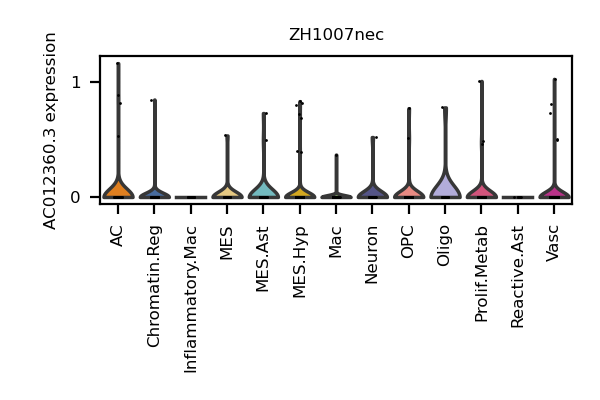 ZH1007nec
AC012360.3 expression
1
0
AC
Chromatin.Reg
Inflammatory.Mac
MES
MES.Ast
MES.Hyp
Mac
Neuron
OPC
Oligo
Prolif.Metab
Reactive.Ast
Vasc